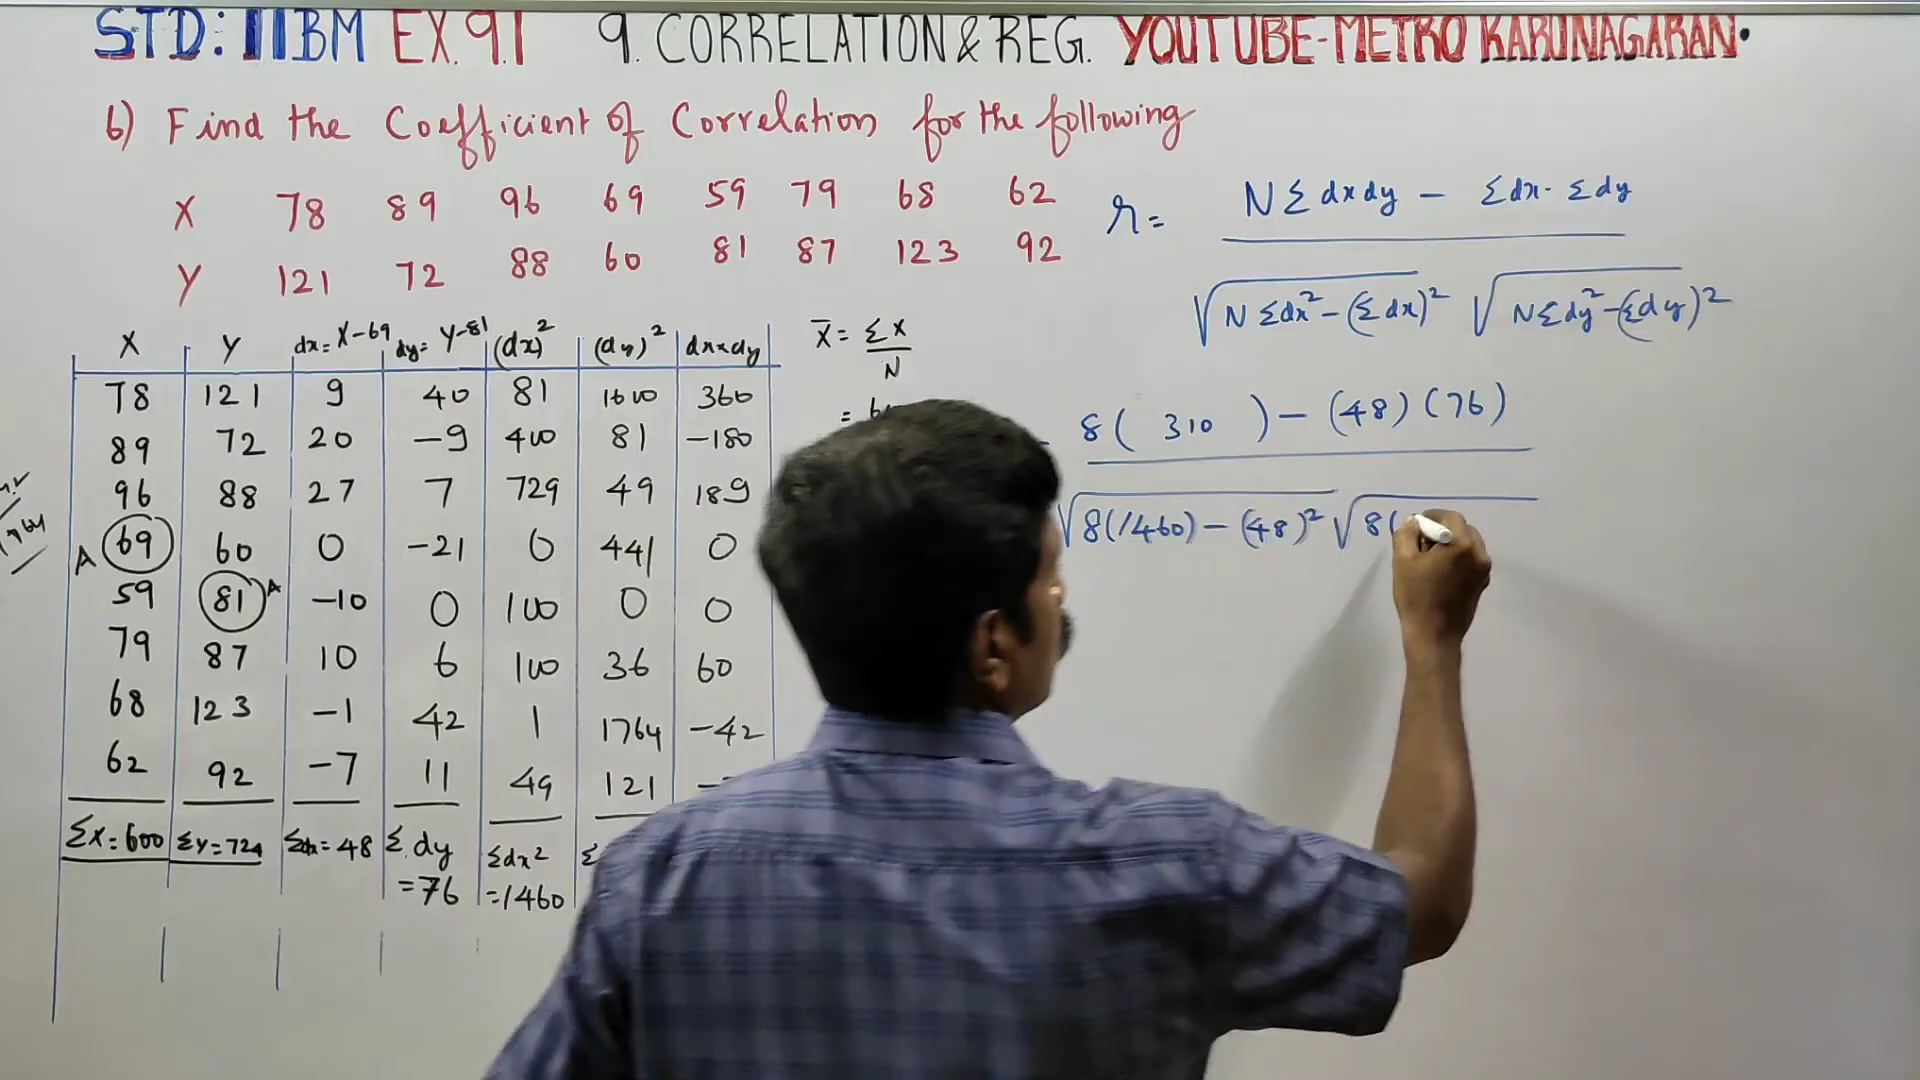 STD: 11BM EX. 9.1 9. CORRELATION & REG. YOUTUBE-METRO KARUNAGARAN.
6) Find the Coefficient of Correlation for the following
X 78 89 96 69 59 79 68 62
Y 121 72 88 60 81 87 123 92
r = N Σdxdy − Σdx · Σdy
√N Σdx² − (Σdx)² √NΣdy² − (Σdy)²
X Y dx = X−69 dy = Y−81 (dx)² (dy)² dx×dy
78 121 9 40 81 1600 360
89 72 20 −9 400 81 −180
96 88 27 7 729 49 189
A 69 60 0 −21 0 441 0
59 81 A −10 0 100 0 0
79 87 10 6 100 36 60
68 123 −1 42 1 1764 −42
62 92 −7 11 49 121 −
ΣX = 600 ΣY = 724 Σdx = 48 Σdy = 76 Σdx² = 1460 Σ
X̄ = ΣX
N
=
8( 310 ) − (48)(76)
√8(1460) − (48)² √8(